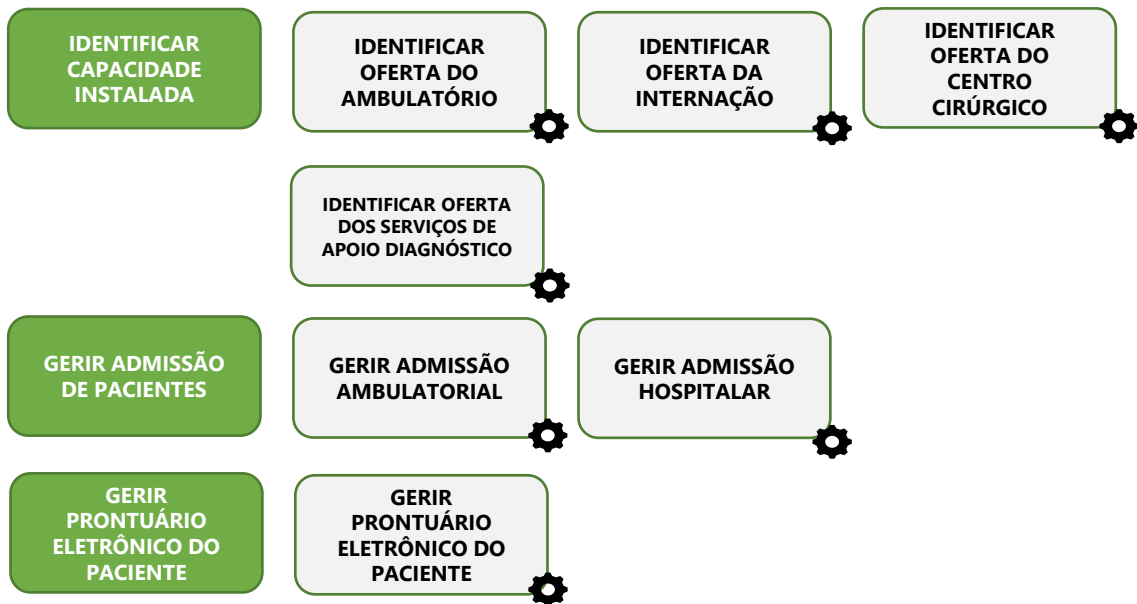 IDENTIFICAR
CAPACIDADE
INSTALADA
IDENTIFICAR
OFERTA DO
AMBULATÓRIO
IDENTIFICAR
OFERTA DA
INTERNAÇÃO
IDENTIFICAR
OFERTA DO
CENTRO
CIRÚRGICO
IDENTIFICAR OFERTA
DOS SERVIÇOS DE
APOIO DIAGNÓSTICO
GERIR ADMISSÃO
DE PACIENTES
GERIR ADMISSÃO
AMBULATORIAL
GERIR ADMISSÃO
HOSPITALAR
GERIR
PRONTUÁRIO
ELETRÔNICO DO
PACIENTE
GERIR
PRONTUÁRIO
ELETRÔNICO DO
PACIENTE